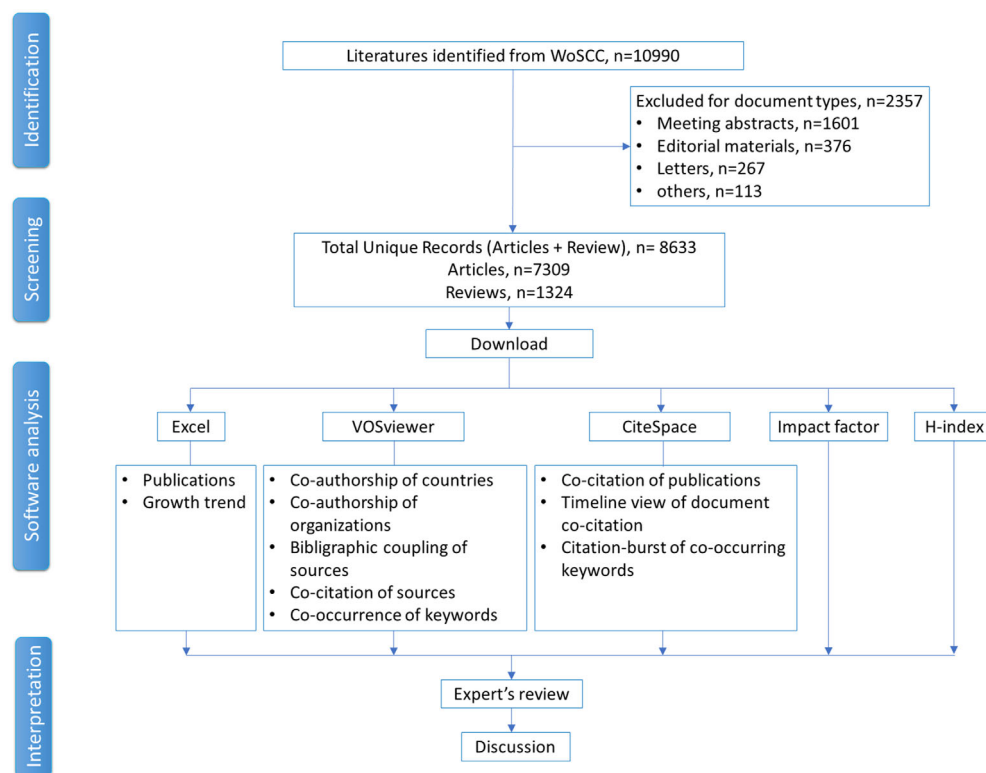 Identification
Literatures identified from WoSCC, n=10990
Excluded for document types, n=2357
• Meeting abstracts, n=1601
• Editorial materials, n=376
• Letters, n=267
• others, n=113
Screening
Total Unique Records (Articles + Review), n= 8633
Articles, n=7309
Reviews, n=1324
Download
Software analysis
Excel
VOSviewer
CiteSpace
Impact factor
H-index
• Publications
• Growth trend
• Co-authorship of countries
• Co-authorship of
organizations
• Bibligraphic coupling of
sources
• Co-citation of sources
• Co-occurrence of keywords
• Co-citation of publications
• Timeline view of document
co-citation
• Citation-burst of co-occurring
keywords
Interpretation
Expert’s review
Discussion